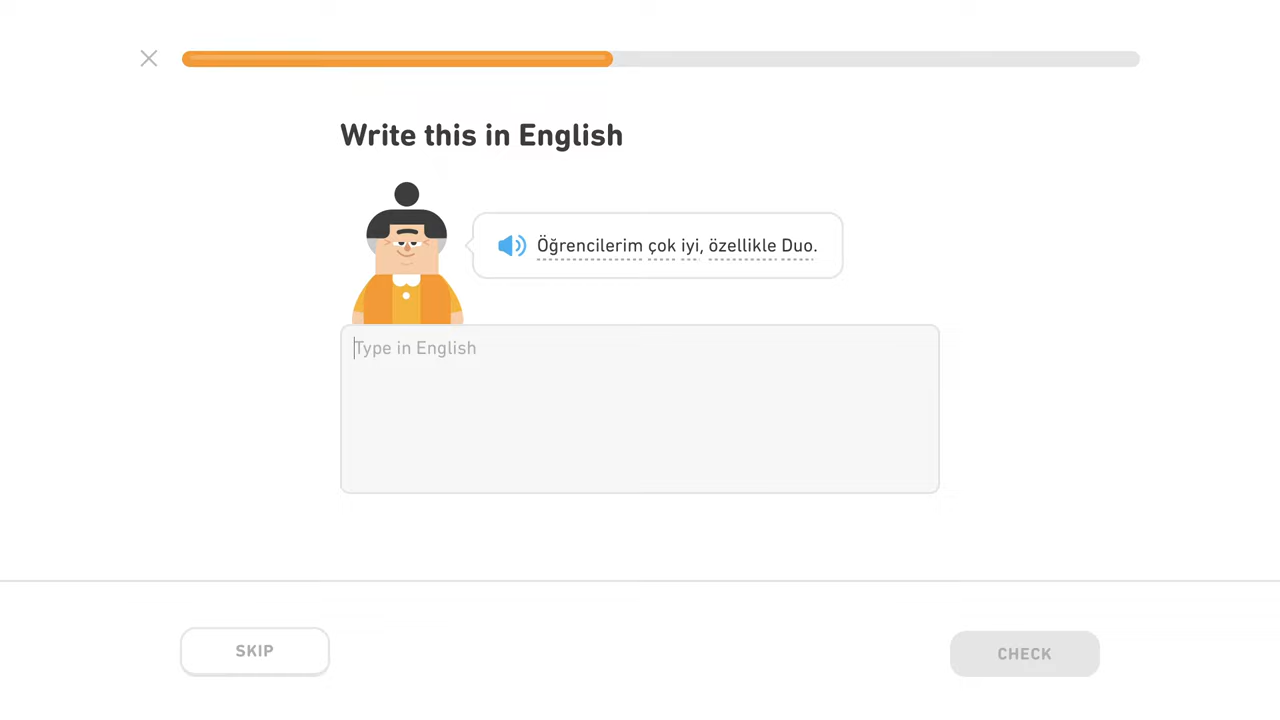 Write this in English
Öğrencilerim çok iyi, özellikle Duo.
Type in English
SKIP
CHECK